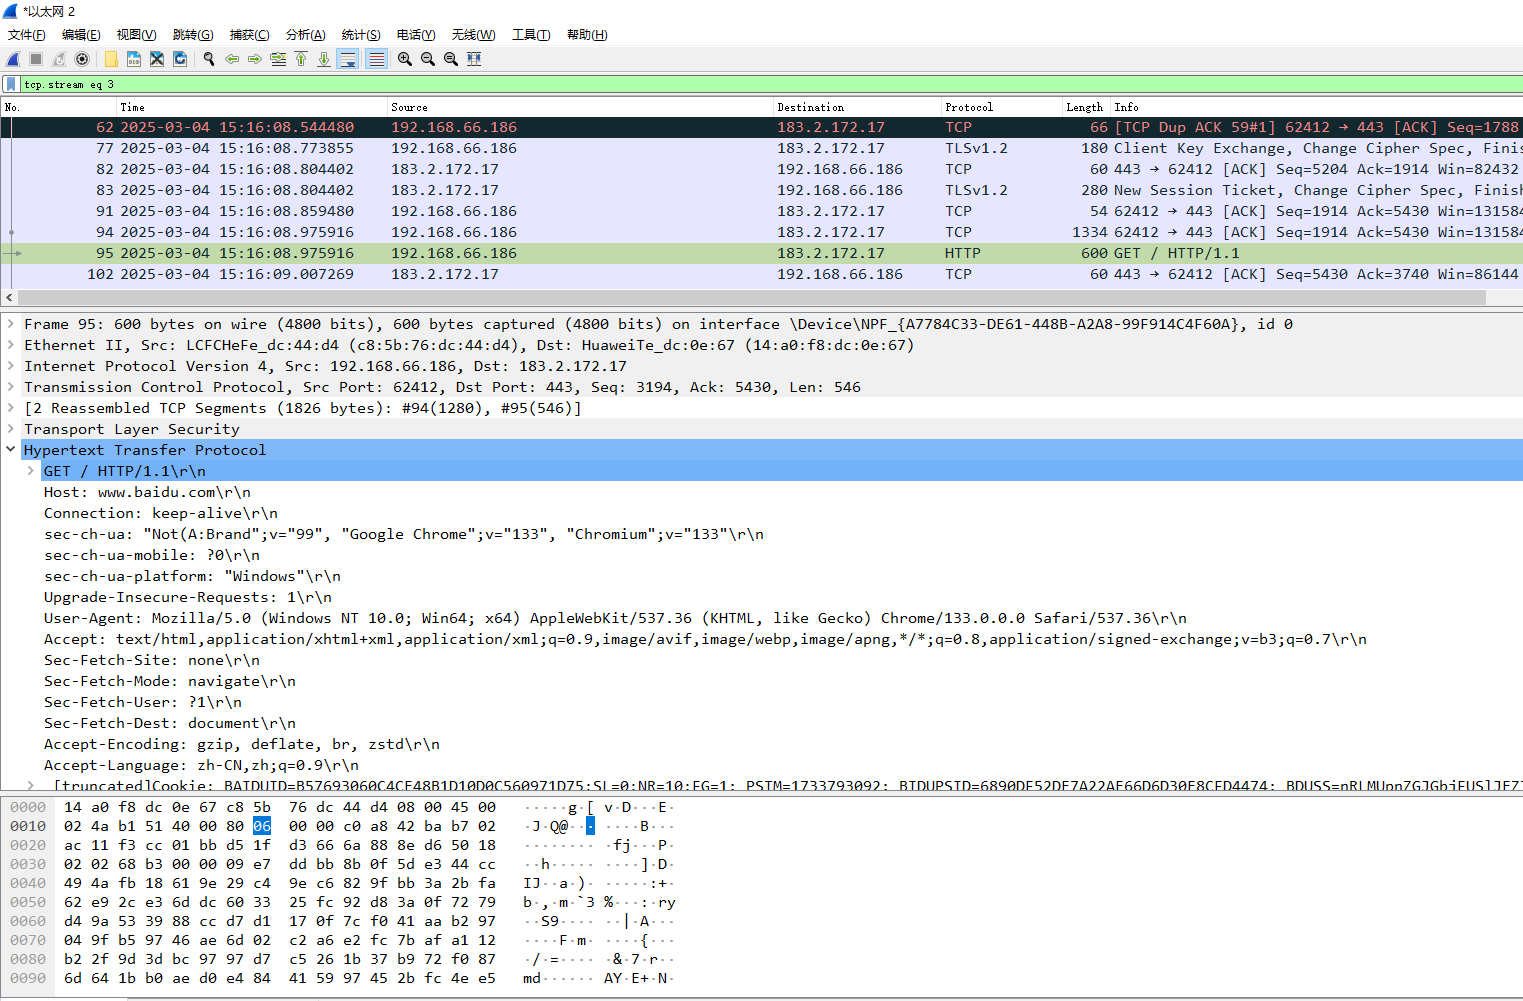 *以太网 2
文件(F) 编辑(E) 视图(V) 跳转(G) 捕获(C) 分析(A) 统计(S) 电话(Y) 无线(W) 工具(T) 帮助(H)
tcp.stream eq 3
No. Time Source Destination Protocol Length Info
62 2025-03-04 15:16:08.544480 192.168.66.186 183.2.172.17 TCP 66 [TCP Dup ACK 59#1] 62412 → 443 [ACK] Seq=1788
77 2025-03-04 15:16:08.773855 192.168.66.186 183.2.172.17 TLSv1.2 180 Client Key Exchange, Change Cipher Spec, Finis
82 2025-03-04 15:16:08.804402 183.2.172.17 192.168.66.186 TCP 60 443 → 62412 [ACK] Seq=5204 Ack=1914 Win=82432
83 2025-03-04 15:16:08.804402 183.2.172.17 192.168.66.186 TLSv1.2 280 New Session Ticket, Change Cipher Spec, Finish
91 2025-03-04 15:16:08.859480 192.168.66.186 183.2.172.17 TCP 54 62412 → 443 [ACK] Seq=1914 Ack=5430 Win=131584
94 2025-03-04 15:16:08.975916 192.168.66.186 183.2.172.17 TCP 1334 62412 → 443 [ACK] Seq=1914 Ack=5430 Win=131584
95 2025-03-04 15:16:08.975916 192.168.66.186 183.2.172.17 HTTP 600 GET / HTTP/1.1
102 2025-03-04 15:16:09.007269 183.2.172.17 192.168.66.186 TCP 60 443 → 62412 [ACK] Seq=5430 Ack=3740 Win=86144
Frame 95: 600 bytes on wire (4800 bits), 600 bytes captured (4800 bits) on interface \Device\NPF_{A7784C33-DE61-448B-A2A8-99F914C4F60A}, id 0
Ethernet II, Src: LCFCHeFe_dc:44:d4 (c8:5b:76:dc:44:d4), Dst: HuaweiTe_dc:0e:67 (14:a0:f8:dc:0e:67)
Internet Protocol Version 4, Src: 192.168.66.186, Dst: 183.2.172.17
Transmission Control Protocol, Src Port: 62412, Dst Port: 443, Seq: 3194, Ack: 5430, Len: 546
[2 Reassembled TCP Segments (1826 bytes): #94(1280), #95(546)]
Transport Layer Security
Hypertext Transfer Protocol
GET / HTTP/1.1\r\n
Host: www.baidu.com\r\n
Connection: keep-alive\r\n
sec-ch-ua: "Not(A:Brand";v="99", "Google Chrome";v="133", "Chromium";v="133"\r\n
sec-ch-ua-mobile: ?0\r\n
sec-ch-ua-platform: "Windows"\r\n
Upgrade-Insecure-Requests: 1\r\n
User-Agent: Mozilla/5.0 (Windows NT 10.0; Win64; x64) AppleWebKit/537.36 (KHTML, like Gecko) Chrome/133.0.0.0 Safari/537.36\r\n
Accept: text/html,application/xhtml+xml,application/xml;q=0.9,image/avif,image/webp,image/apng,*/*;q=0.8,application/signed-exchange;v=b3;q=0.7\r\n
Sec-Fetch-Site: none\r\n
Sec-Fetch-Mode: navigate\r\n
Sec-Fetch-User: ?1\r\n
Sec-Fetch-Dest: document\r\n
Accept-Encoding: gzip, deflate, br, zstd\r\n
Accept-Language: zh-CN,zh;q=0.9\r\n
[truncated]Cookie: BAIDUID=B57693060C4CE48B1D10D0C560971D75:SL=0:NR=10:FG=1; PSTM=1733793092;
0000 14 a0 f8 dc 0e 67 c8 5b 76 dc 44 d4 08 00 45 00 ·····g·[ v·D···E·
0010 02 4a b1 51 40 00 80 06 00 00 c0 a8 42 ba b7 02 ·J·Q@··· ····B···
0020 ac 11 f3 cc 01 bb d5 1f d3 66 6a 88 8e d6 50 18 ········ ·fj···P·
0030 02 02 68 b3 00 00 09 e7 dd bb 8b 0f 5d e3 44 cc ··h····· ····]·D·
0040 49 4a fb 18 61 9e 29 c4 9e c6 82 9f bb 3a 2b fa IJ··a·)· ·····:+·
0050 62 e9 2c e3 6d dc 60 33 25 fc 92 d8 3a 0f 72 79 b·,·m·`3 %···:·ry
0060 d4 9a 53 39 88 cc d7 d1 17 0f 7c f0 41 aa b2 97 ··S9···· ··|·A···
0070 04 9f b5 97 46 ae 6d 02 c2 a6 e2 fc 7b af a1 12 ····F·m· ····{···
0080 b2 2f 9d 3d bc 97 97 d7 c5 26 1b 37 b9 72 f0 87 ·/·=···· ·&·7·r··
0090 6d 64 1b b0 ae d0 e4 84 41 59 97 45 2b fc 4e e5 md······ AY·E+·N·